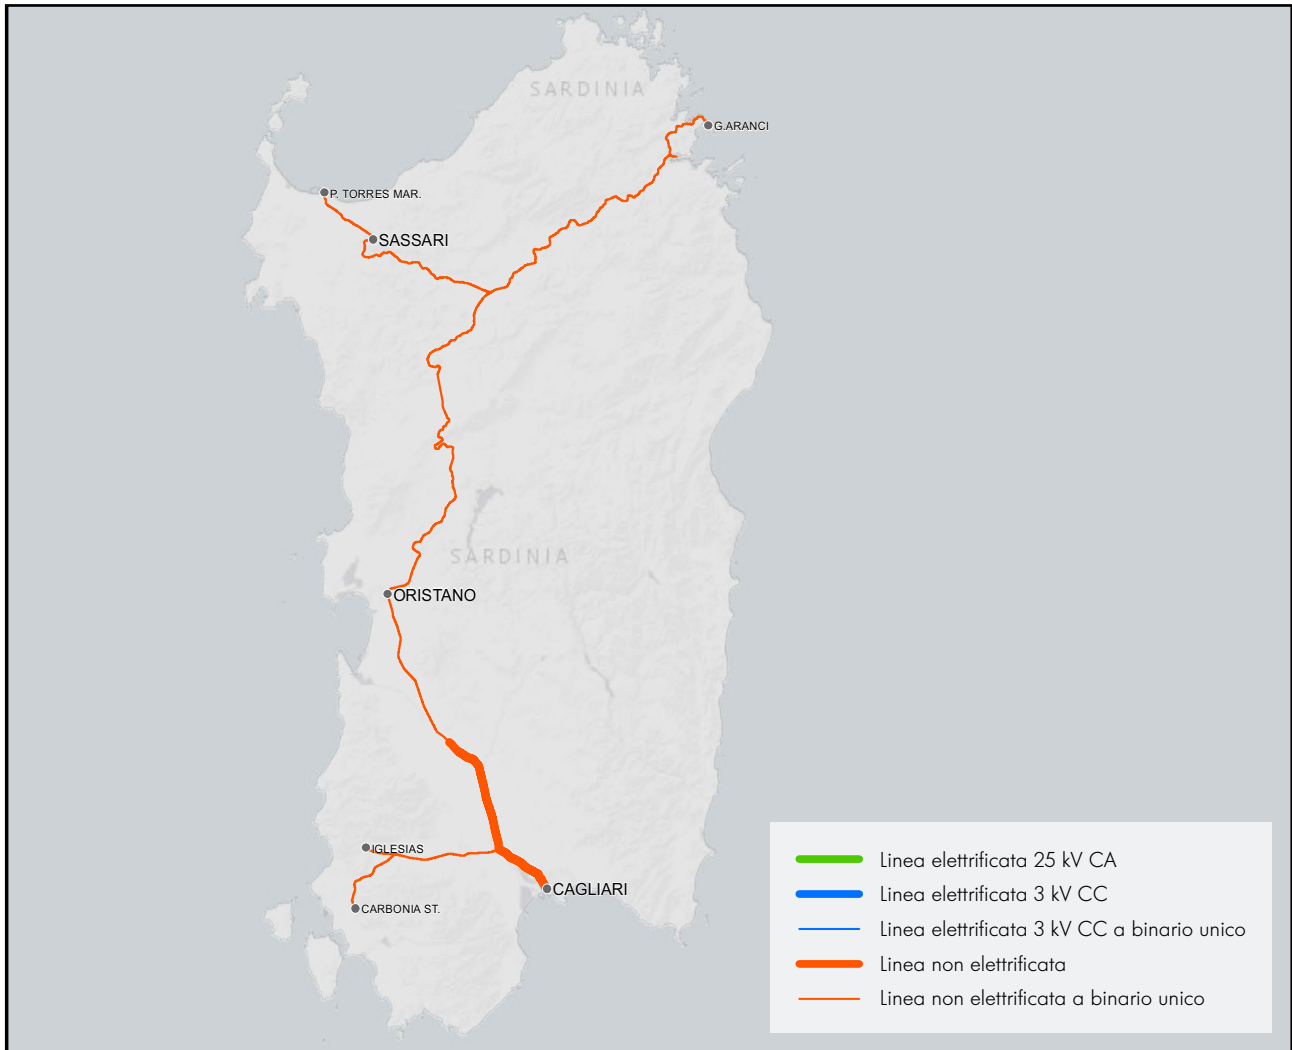 SARDINIA
G.ARANCI
P. TORRES MAR.
SASSARI
SARDINIA
ORISTANO
IGLESIAS
CAGLIARI
CARBONIA ST.
Linea elettrificata 25 kV CA
Linea elettrificata 3 kV CC
Linea elettrificata 3 kV CC a binario unico
Linea non elettrificata
Linea non elettrificata a binario unico